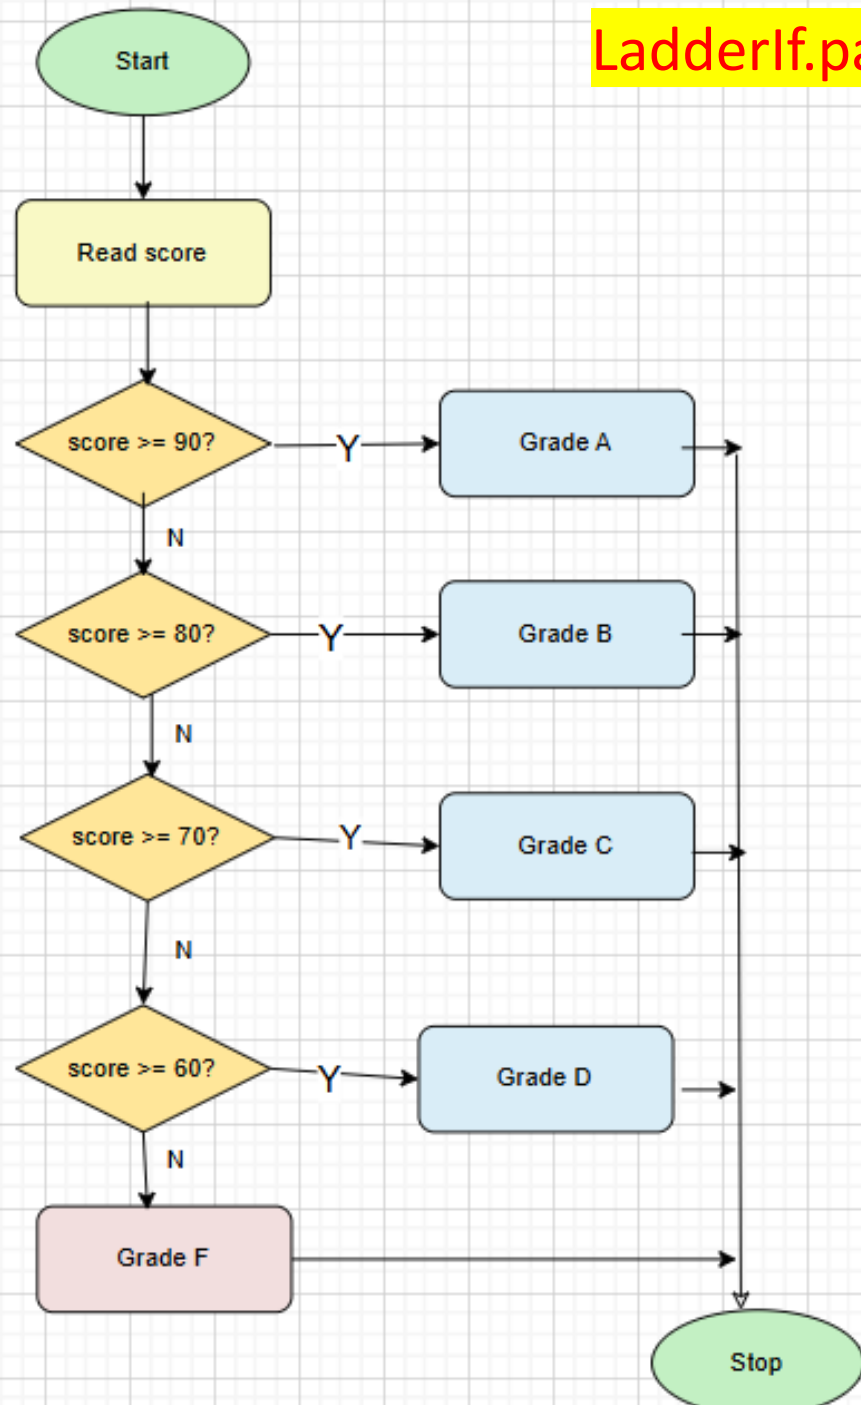 Start
LadderIf.pa
Read score
score >= 90?
Y
Grade A
N
score >= 80?
Y
Grade B
N
score >= 70?
Y
Grade C
N
score >= 60?
Y
Grade D
N
Grade F
Stop